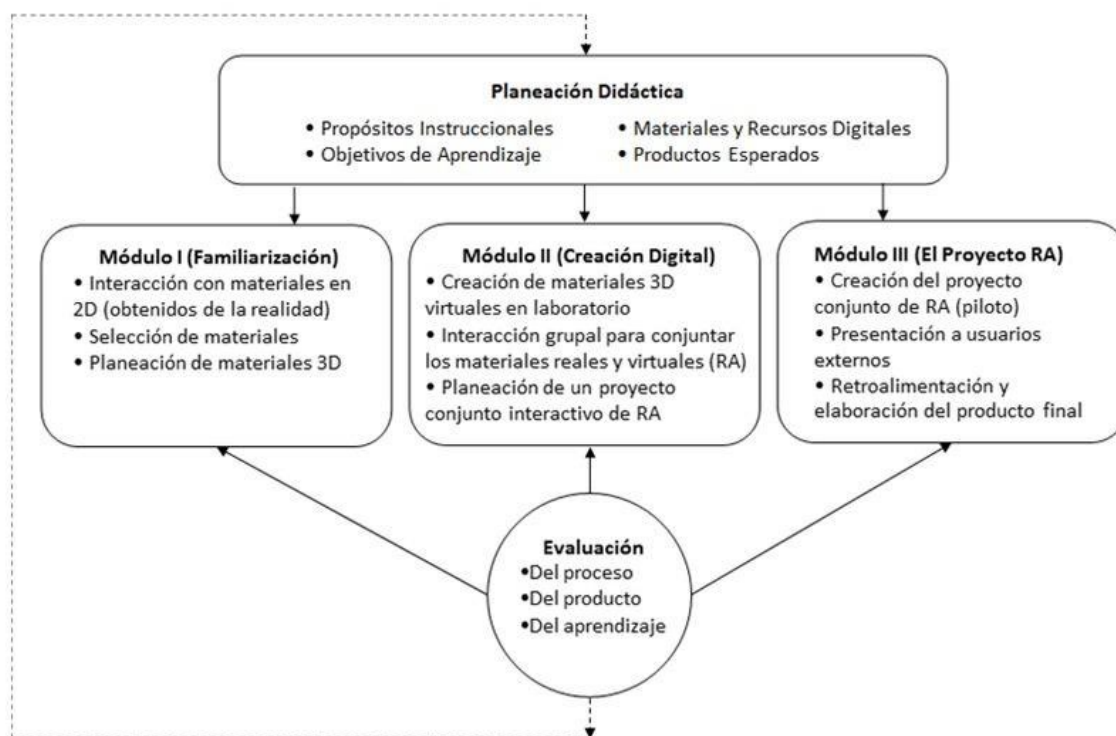 Planeación Didáctica
• Propósitos Instruccionales
• Objetivos de Aprendizaje
• Materiales y Recursos Digitales
• Productos Esperados
Módulo I (Familiarización)
• Interacción con materiales en
2D (obtenidos de la realidad)
• Selección de materiales
• Planeación de materiales 3D
Módulo II (Creación Digital)
• Creación de materiales 3D
virtuales en laboratorio
• Interacción grupal para conjuntar
los materiales reales y virtuales (RA)
• Planeación de un proyecto
conjunto interactivo de RA
Módulo III (El Proyecto RA)
• Creación del proyecto
conjunto de RA (piloto)
• Presentación a usuarios
externos
• Retroalimentación y
elaboración del producto final
Evaluación
•Del proceso
•Del producto
•Del aprendizaje